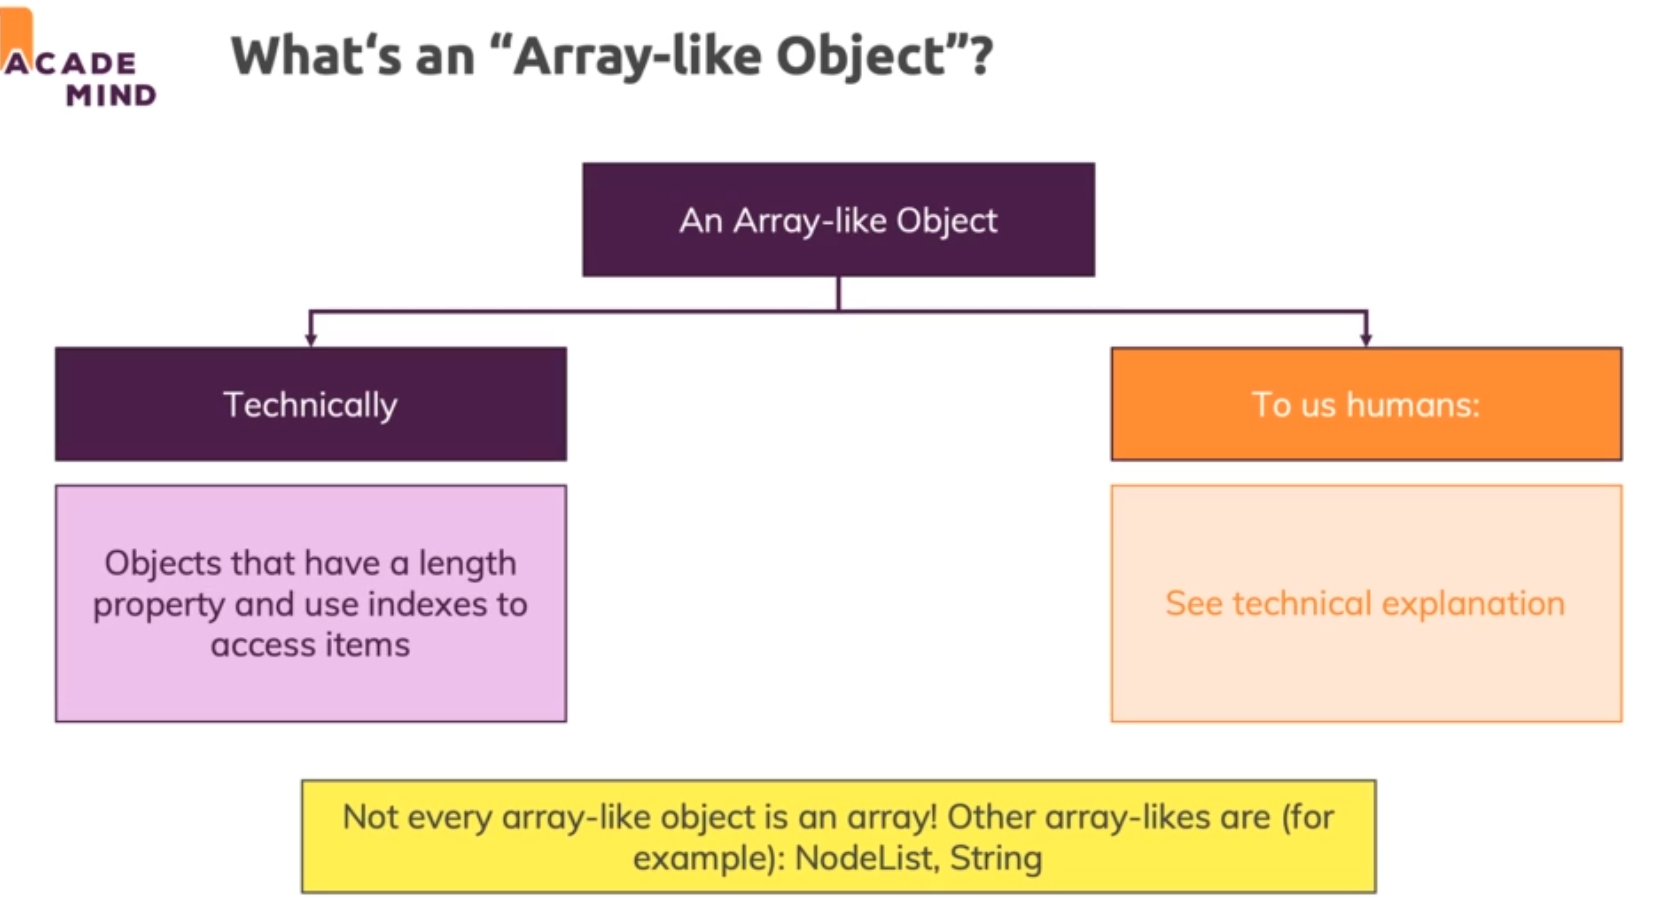 ACADE
MIND
What‘s an “Array-like Object”?
An Array-like Object
Technically
To us humans:
Objects that have a length
property and use indexes to
access items
See technical explanation
Not every array-like object is an array! Other array-likes are (for
example): NodeList, String